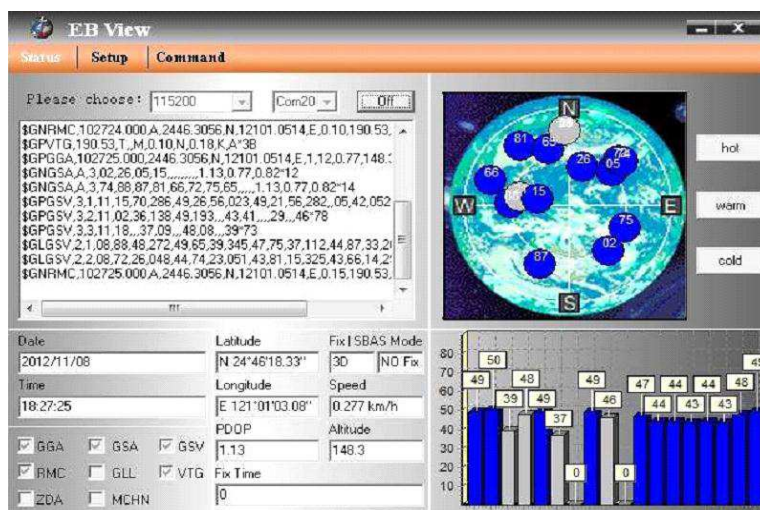 EB View
Status Setup Command
Please choose: 115200 Com20 Off
$GNRMC,102724.000,A,2446.3056,N,12101.0514,E,0.10,190.53,
$GPVTG,190.53,T,,M,0.10,N,0.18,K,A*3B
$GPGGA,102725.000,2446.3056,N,12101.0514,E,1,12,0.77,148.
$GNGSA,A,3,02,26,05,15,,,,,,,,,1.13,0.77,0.82*12
$GNGSA,A,3,74,88,87,81,66,72,75,65,,,,,1.13,0.77,0.82*14
$GPGSV,3,1,11,15,70,286,49,26,56,023,49,21,56,282,,05,42,052
$GPGSV,3,2,11,02,36,138,49,193,,,43,41,,,,29,,,46*78
$GPGSV,3,3,11,18,,,37,09,,,48,08,,,39*73
$GLGSV,2,1,08,88,48,272,49,65,39,345,47,75,37,112,44,87,33,20
$GLGSV,2,2,08,72,26,048,44,74,23,051,43,81,15,325,43,66,14,2
$GNRMC,102725.000,A,2446.3056,N,12101.0514,E,0.15,190.53,
N
W
E
S
81
65
26
05
66
15
75
02
87
hot
warm
cold
Date
2012/11/08
Time
18:27:25
GGA GSA GSV
RMC GLL VTG
ZDA MCHN
Latitude
N 24°46'18.33"
Longitude
E 121°01'03.08"
PDOP
1.13
Fix Time
0
Fix | SBAS Mode
3D NO Fix
Speed
0.277 km/h
Altitude
148.3
80
70
60
50
40
30
20
10
49 50 39 48 49 37 0 49 46 0 47 44 44 43 44 43 48